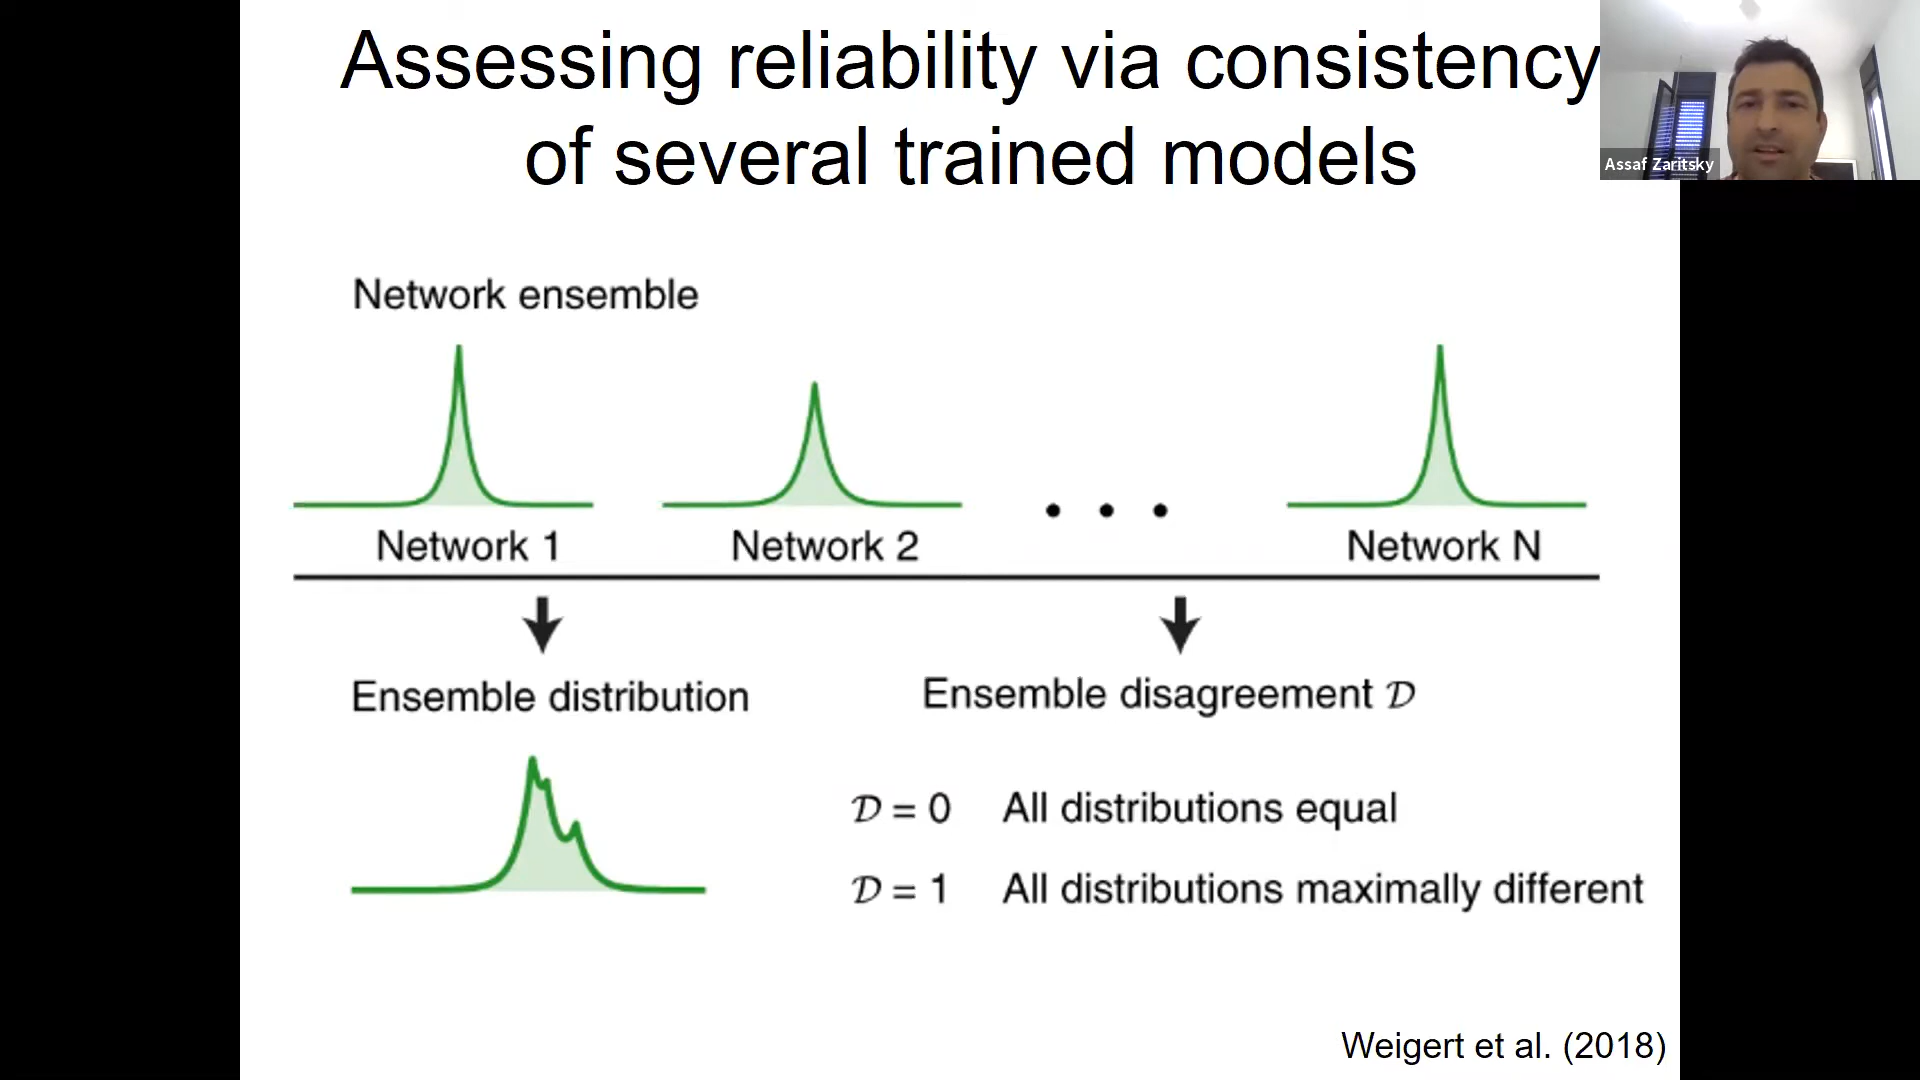 Assessing reliability via consistency
of several trained models
Assaf Zaritsky
Network ensemble
Network 1
Network 2
Network N
Ensemble distribution
Ensemble disagreement 𝒟
𝒟 = 0 All distributions equal
𝒟 = 1 All distributions maximally different
Weigert et al. (2018)